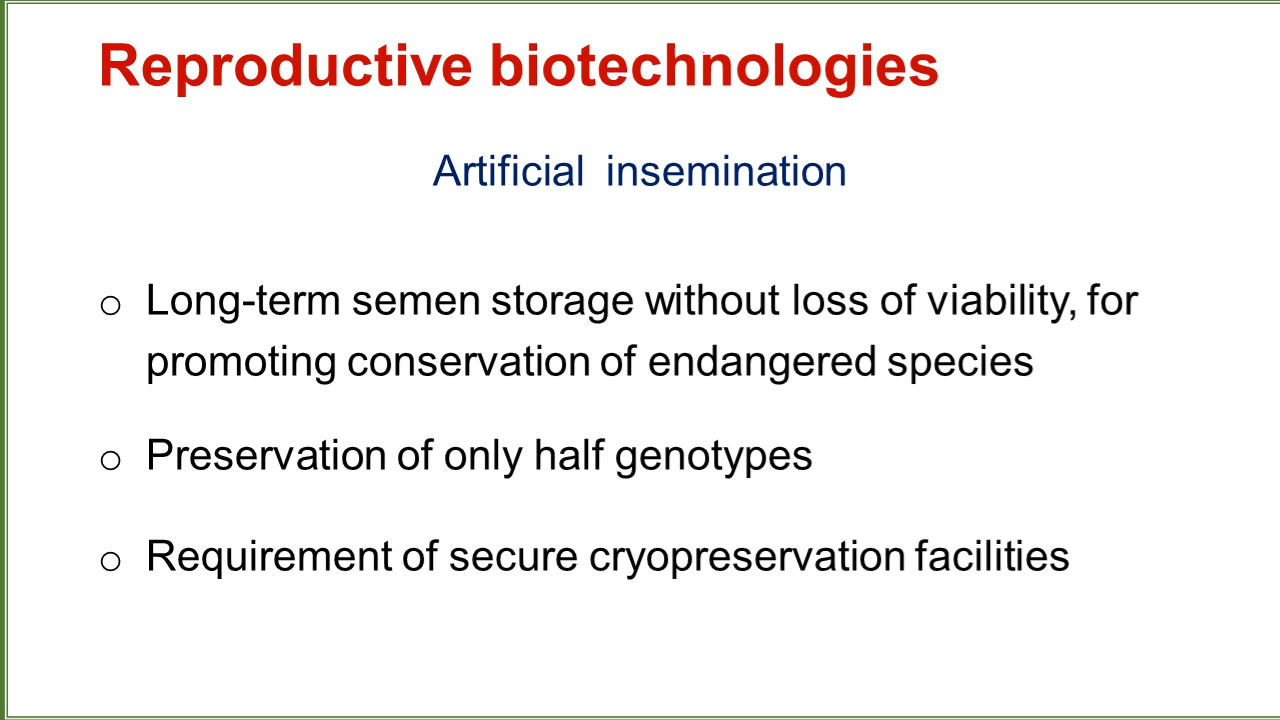 Reproductive biotechnologies
Artificial insemination
o Long-term semen storage without loss of viability, for
promoting conservation of endangered species
o Preservation of only half genotypes
o Requirement of secure cryopreservation facilities